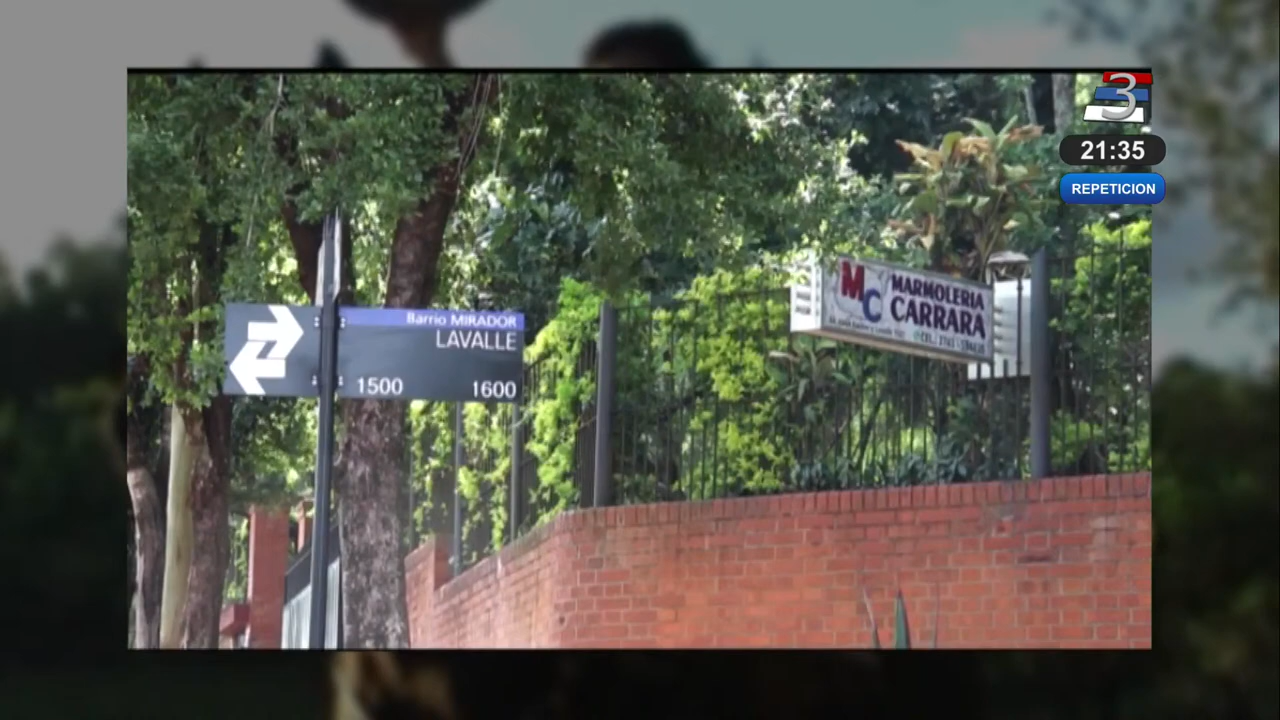 3
21:35
REPETICION
Barrio MIRADOR
LAVALLE
1500 1600
MC
MARMOLERIA
CARRARA